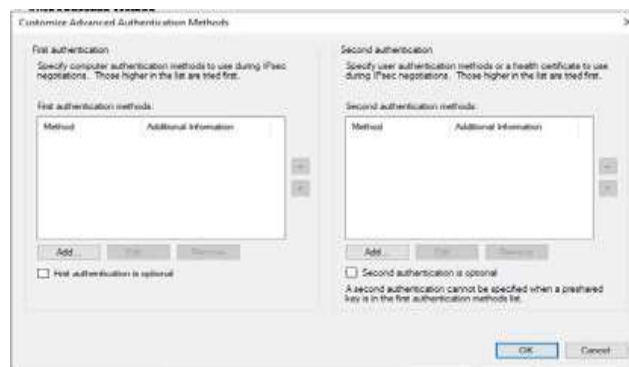 Customize Advanced Authentication Methods
First authentication
Specify computer authentication methods to use during IPsec
negotiations. Those higher in the list are tried first.
First authentication methods:
Method Additional Information
Add...
Edit...
Remove
First authentication is optional
Second authentication
Specify user authentication methods or a health certificate to use
during IPsec negotiations. Those higher in the list are tried first.
Second authentication methods:
Method Additional Information
Add...
Edit...
Remove
Second authentication is optional
A second authentication cannot be specified when a preshared
key is in the first authentication methods list.
OK
Cancel